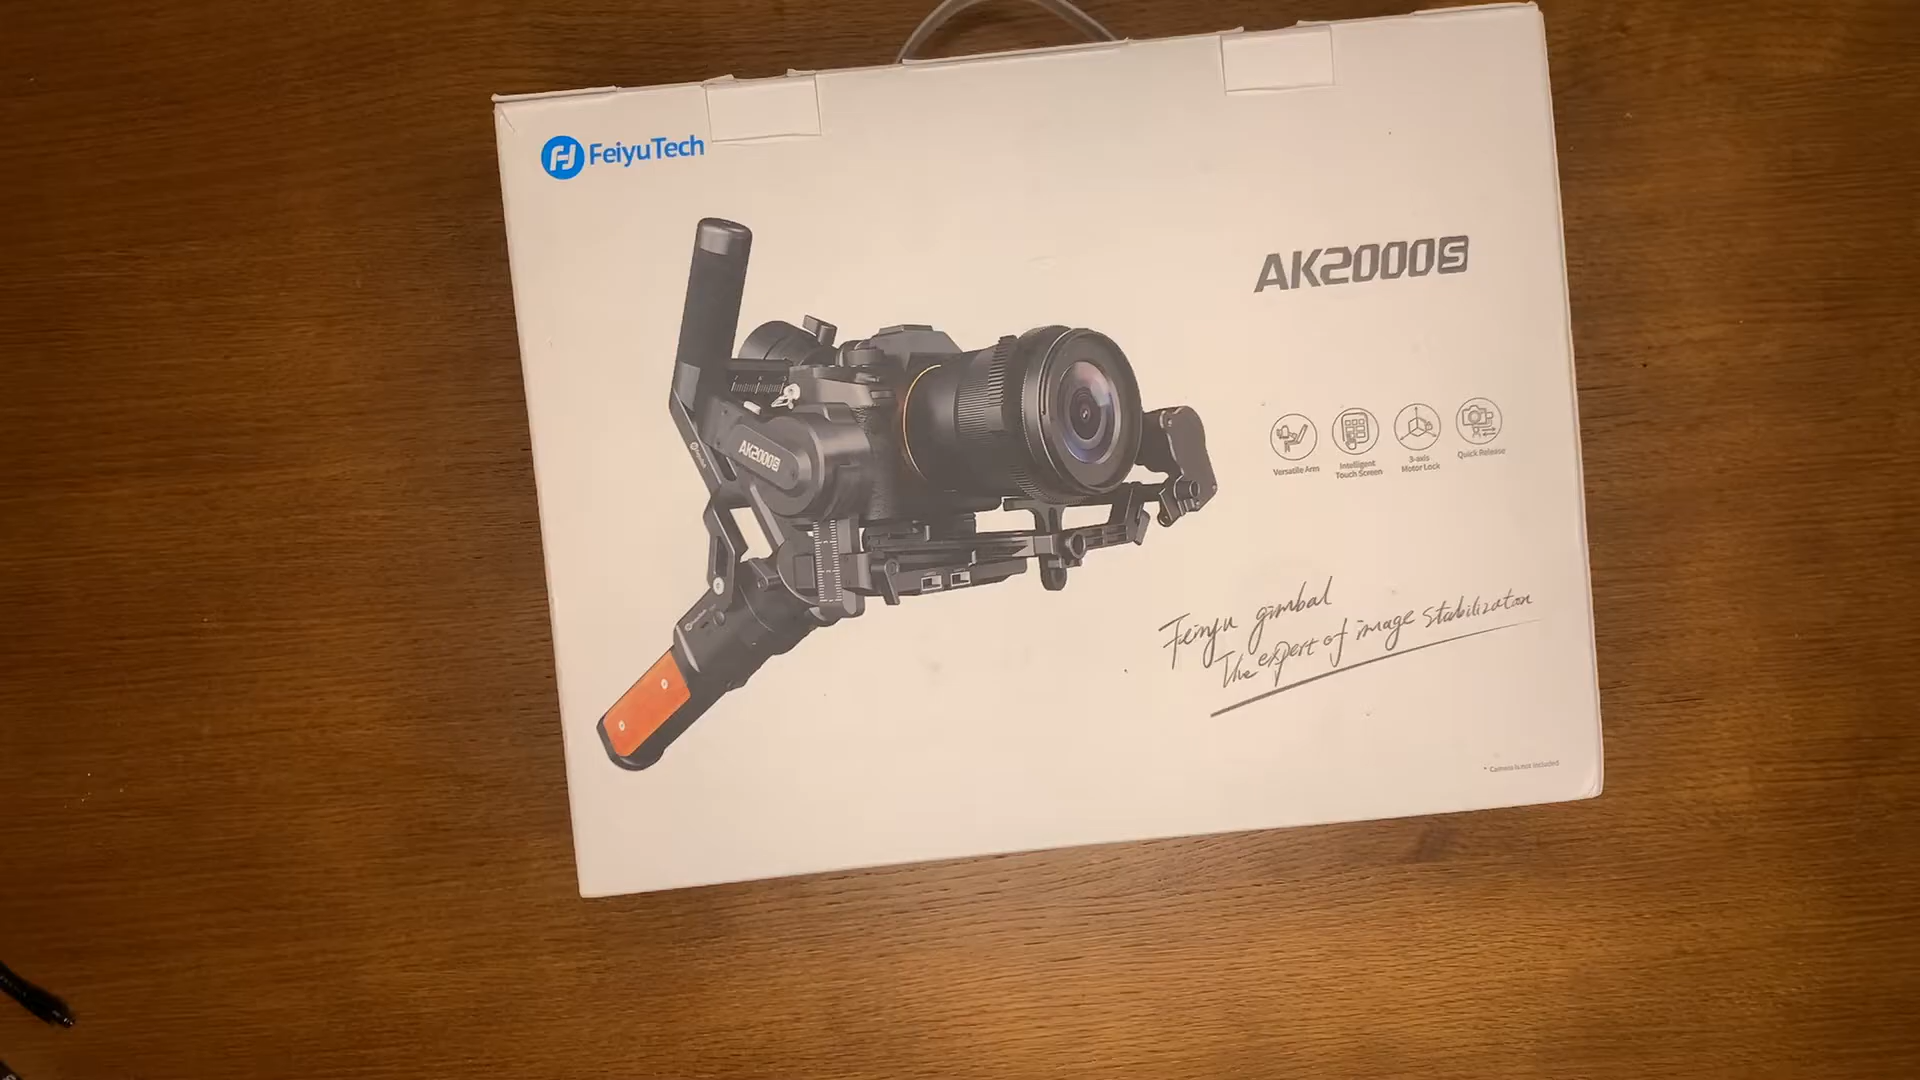 FeiyuTech
AK2000S
AK2000S
Versatile Arm
Intelligent
Touch Screen
3-axis
Motor Lock
Quick Release
Feiyu gimbal
The expert of image stabilization
* Camera is not included